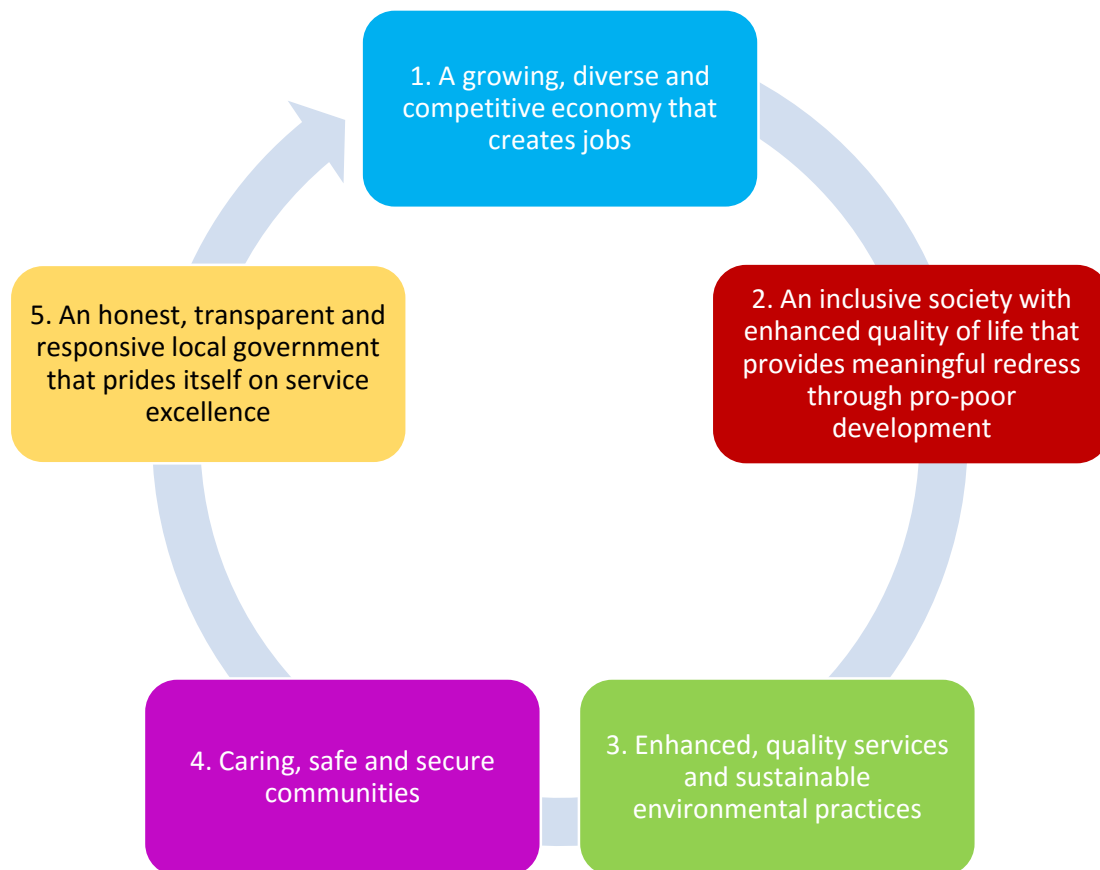 1. A growing, diverse and
competitive economy that
creates jobs
2. An inclusive society with
enhanced quality of life that
provides meaningful redress
through pro-poor
development
3. Enhanced, quality services
and sustainable
environmental practices
4. Caring, safe and secure
communities
5. An honest, transparent and
responsive local government
that prides itself on service
excellence